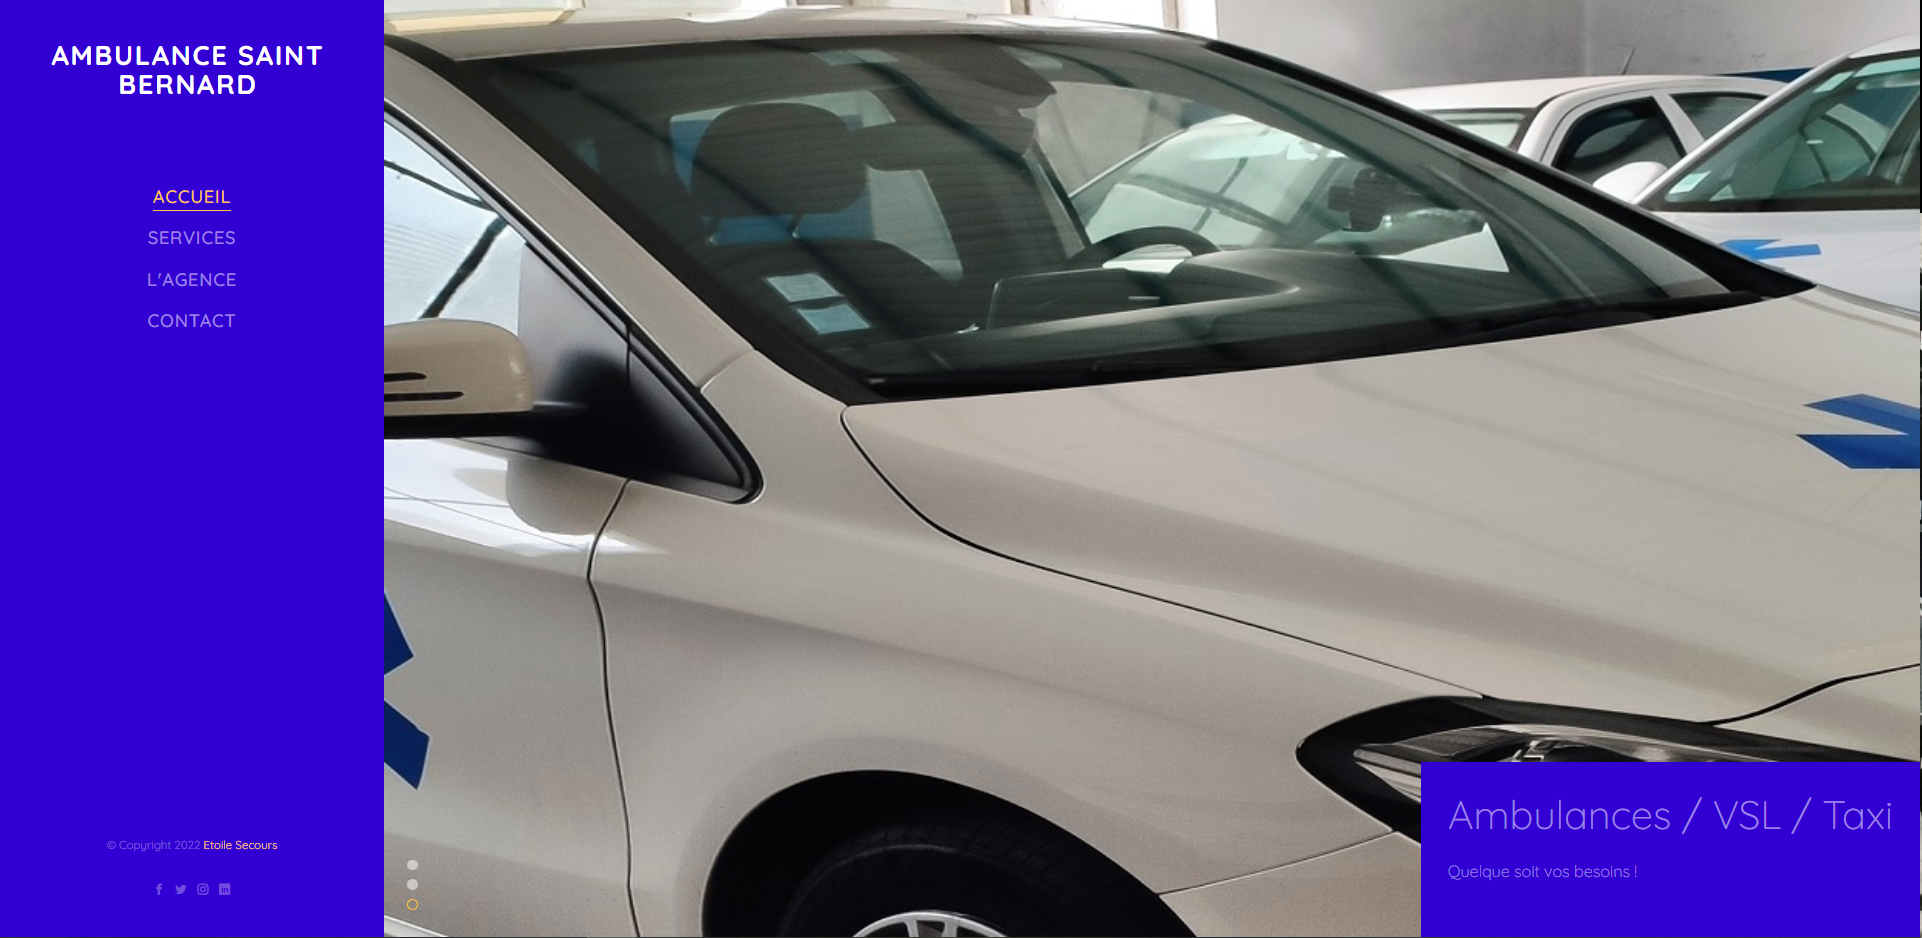 AMBULANCE SAINT
BERNARD
ACCUEIL
SERVICES
L'AGENCE
CONTACT
© Copyright 2022 Etoile Secours
Ambulances / VSL / Taxi
Quelque soit vos besoins !